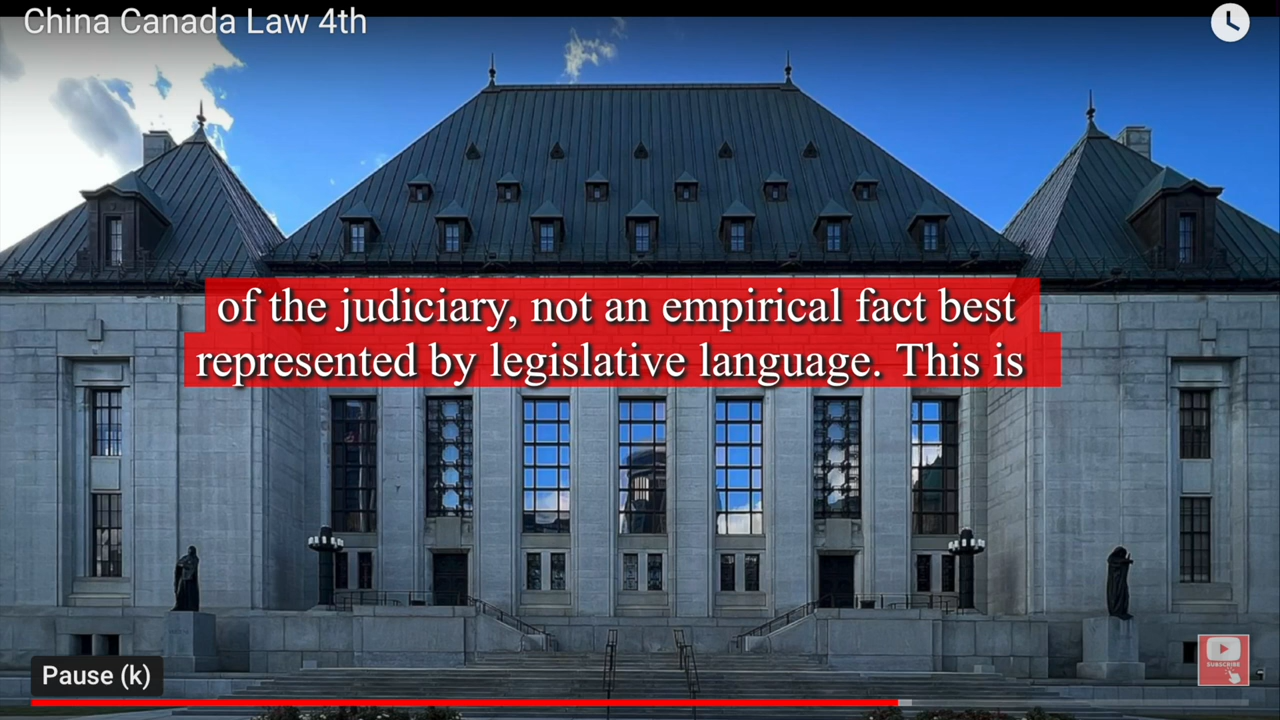 China Canada Law 4th
of the judiciary, not an empirical fact best
represented by legislative language. This is
Pause (k)
SUBSCRIBE